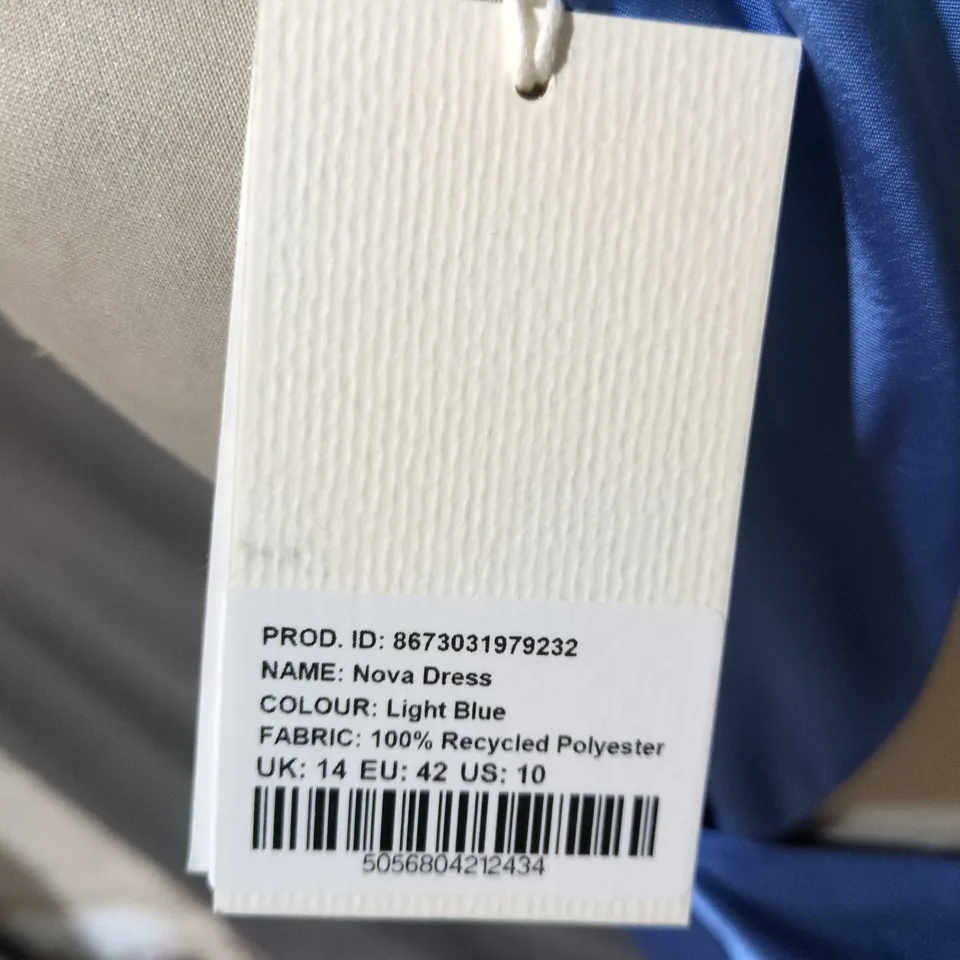 PROD. ID: 8673031979232
NAME: Nova Dress
COLOUR: Light Blue
FABRIC: 100% Recycled Polyester
UK: 14 EU: 42 US: 10
5056804212434